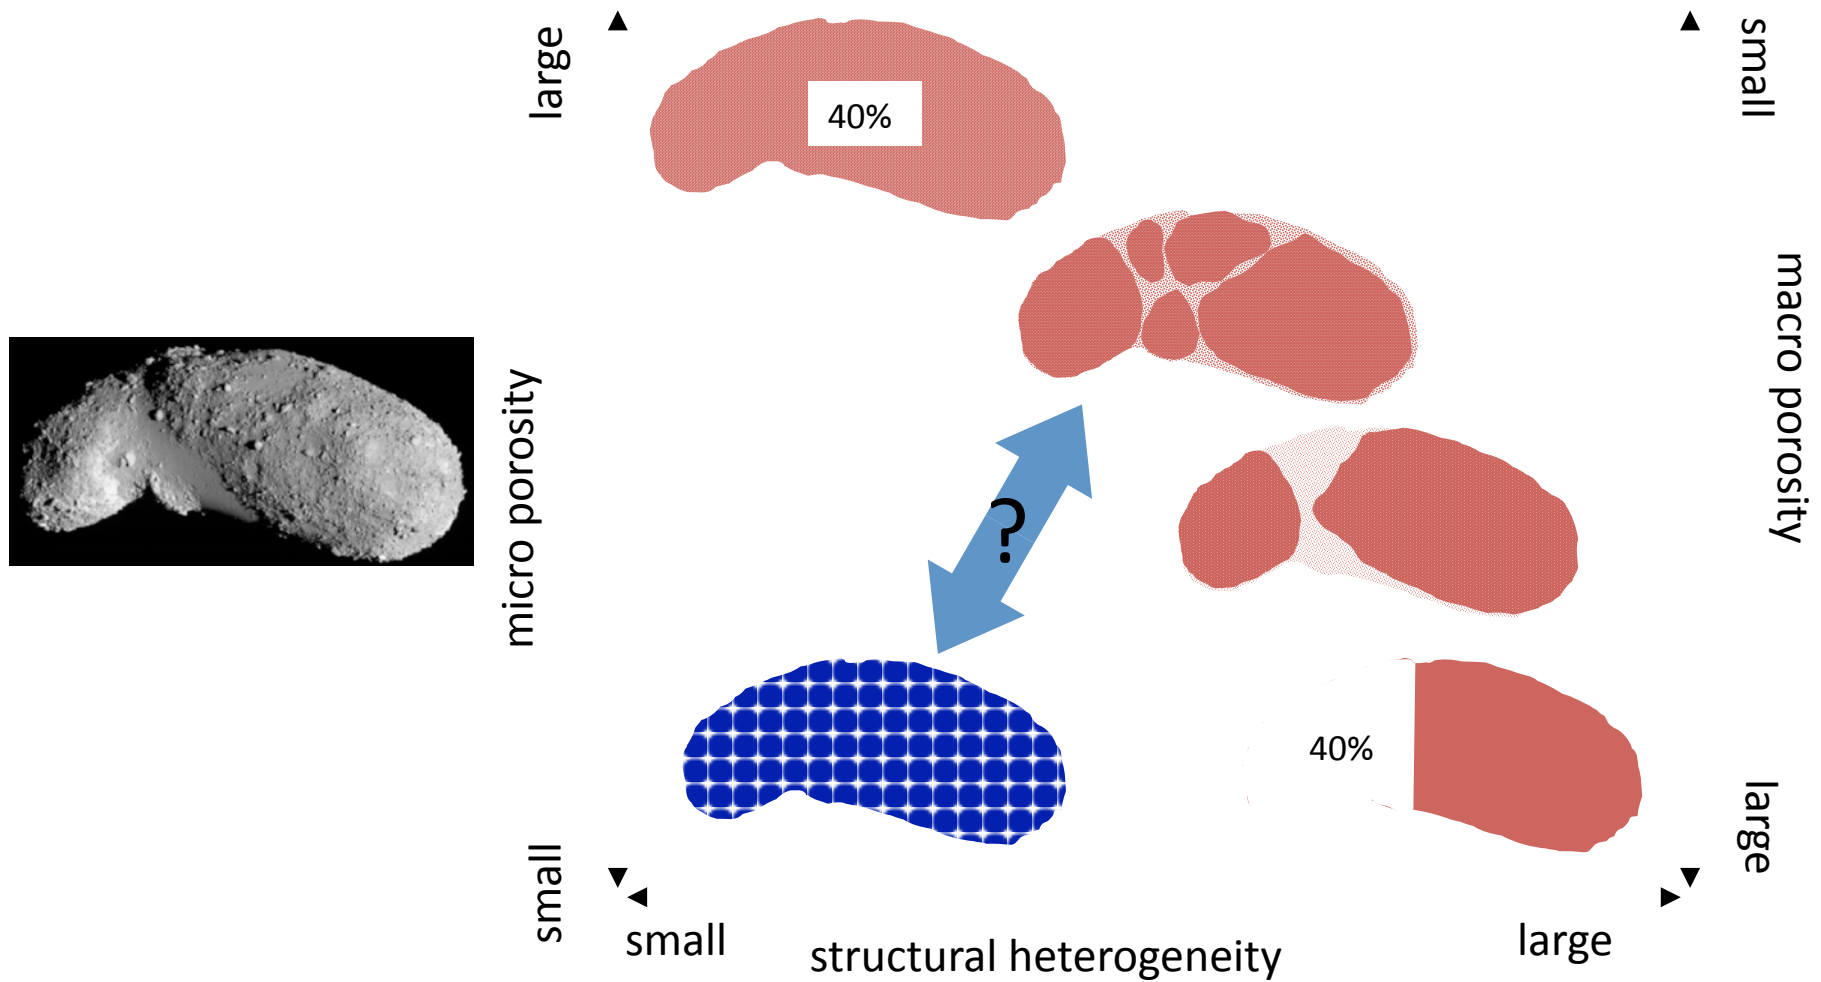 large
small
40%
macro porosity
micro porosity
?
40%
large
small
small
large
structural heterogeneity